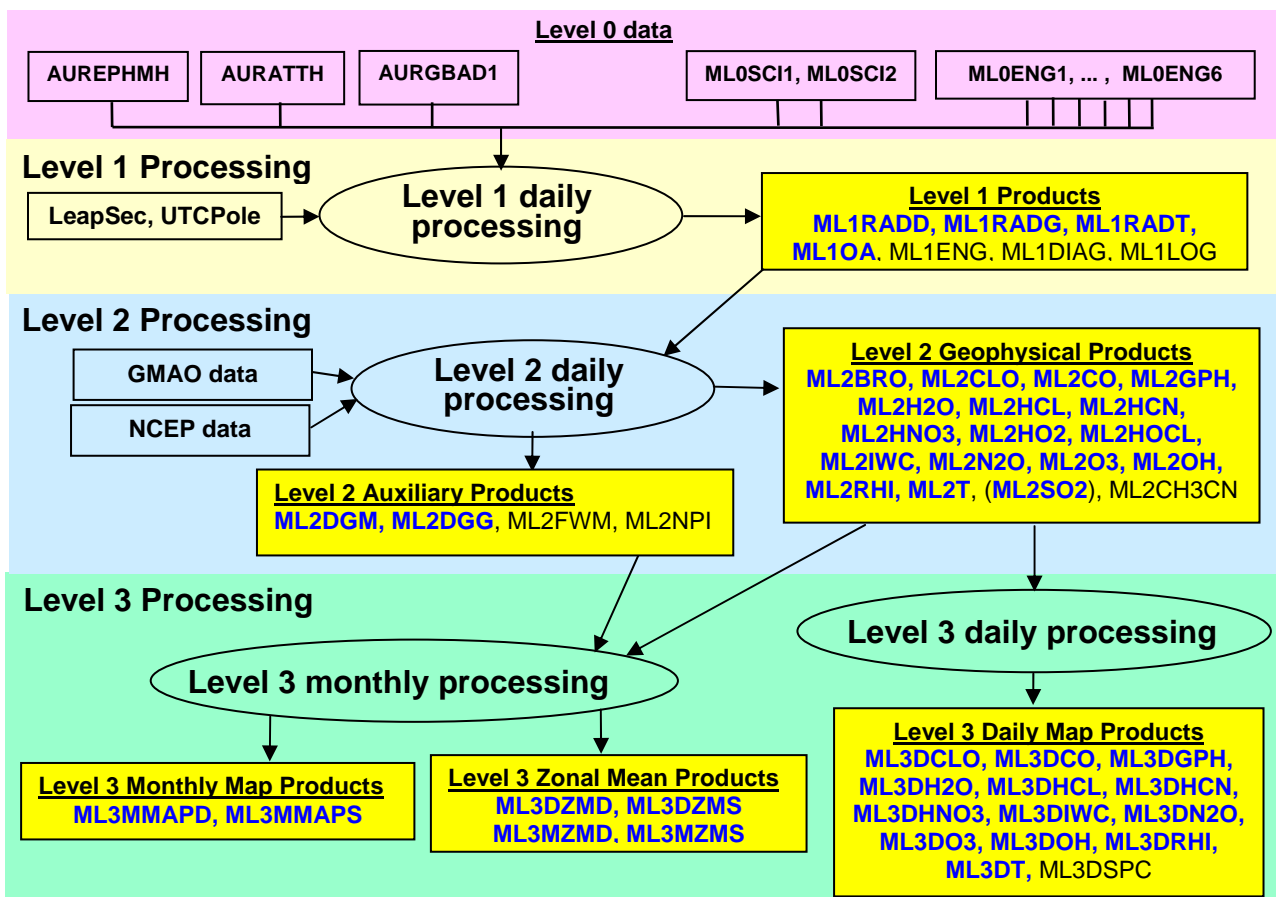 Level 0 data
AUREPHMH
AURATTH
AURGBAD1
ML0SCI1, ML0SCI2
ML0ENG1, ... , ML0ENG6
Level 1 Processing
LeapSec, UTCPole
Level 1 daily
processing
Level 1 Products
ML1RADD, ML1RADG, ML1RADT,
ML1OA, ML1ENG, ML1DIAG, ML1LOG
Level 2 Processing
GMAO data
NCEP data
Level 2 daily
processing
Level 2 Geophysical Products
ML2BRO, ML2CLO, ML2CO, ML2GPH,
ML2H2O, ML2HCL, ML2HCN,
ML2HNO3, ML2HO2, ML2HOCL,
ML2IWC, ML2N2O, ML2O3, ML2OH,
ML2RHI, ML2T, (ML2SO2), ML2CH3CN
Level 2 Auxiliary Products
ML2DGM, ML2DGG, ML2FWM, ML2NPI
Level 3 Processing
Level 3 monthly processing
Level 3 daily processing
Level 3 Monthly Map Products
ML3MMAPD, ML3MMAPS
Level 3 Zonal Mean Products
ML3DZMD, ML3DZMS
ML3MZMD, ML3MZMS
Level 3 Daily Map Products
ML3DCLO, ML3DCO, ML3DGPH,
ML3DH2O, ML3DHCL, ML3DHCN,
ML3DHNO3, ML3DIWC, ML3DN2O,
ML3DO3, ML3DOH, ML3DRHI,
ML3DT, ML3DSPC